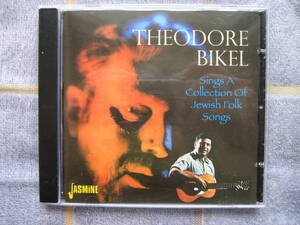 THEODORE
BIKEL
Sings A
Collection Of
Jewish Folk
Songs
JASMINE